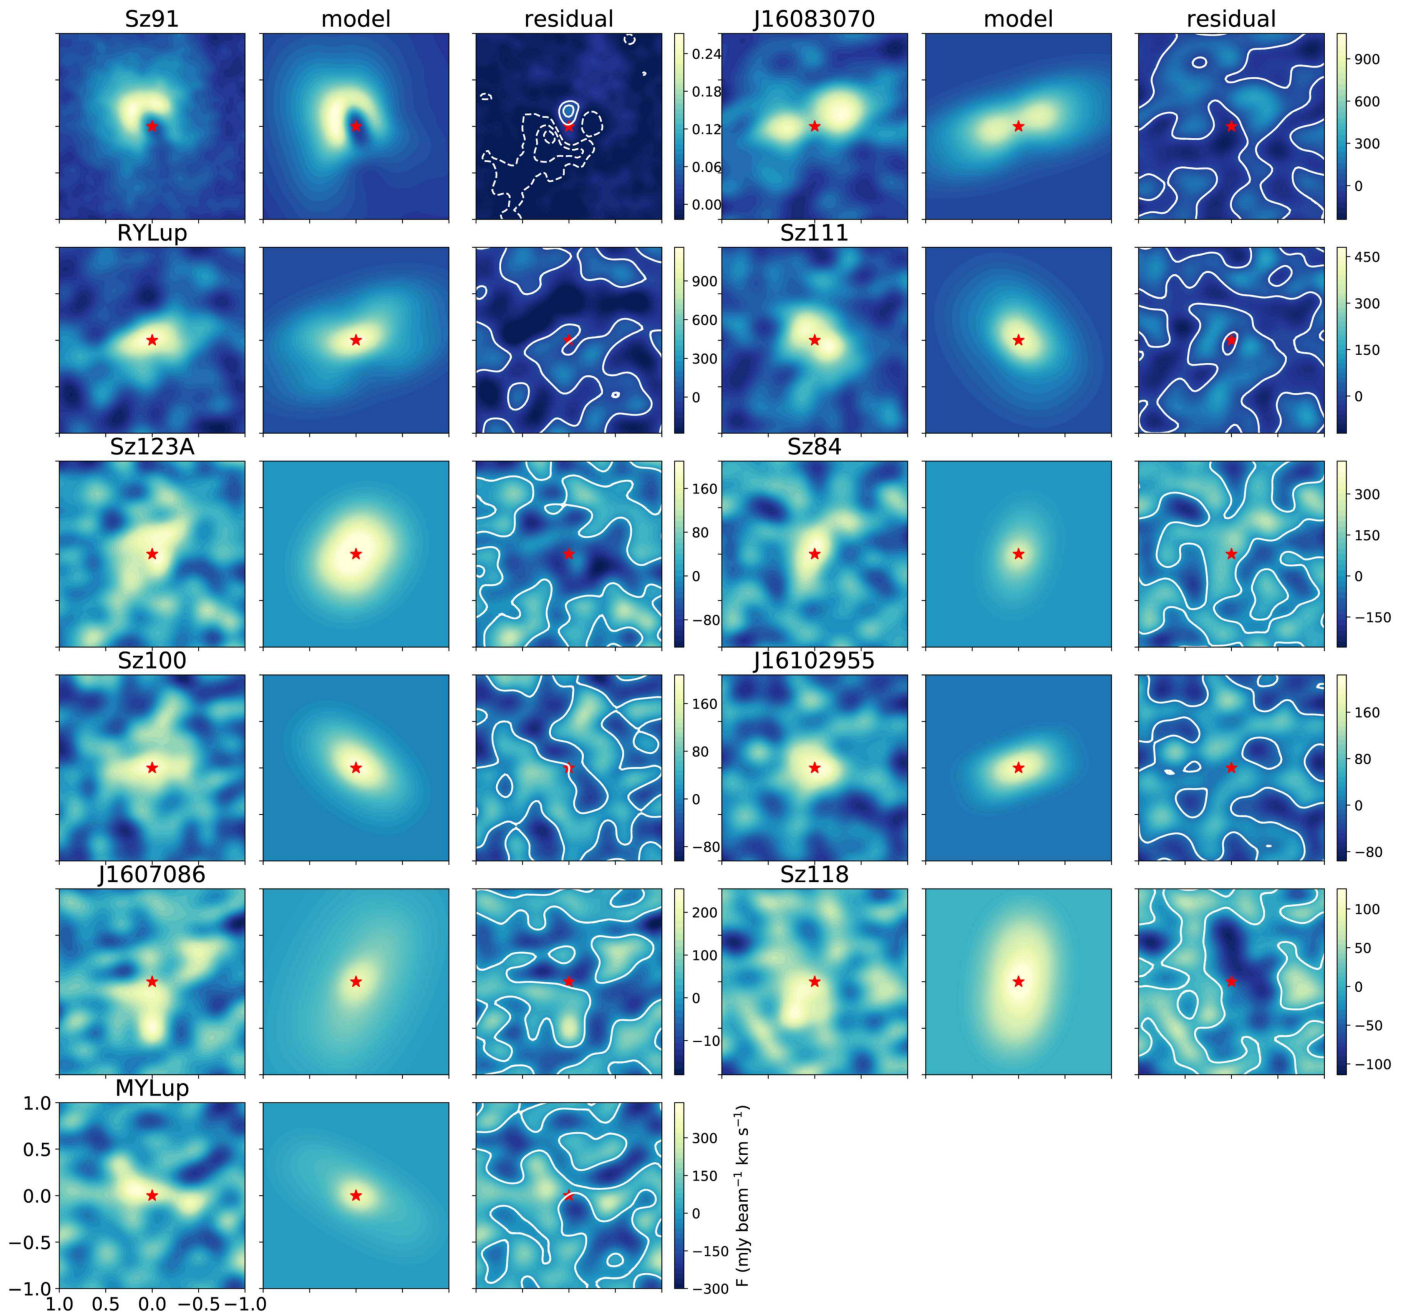 Sz91 model residual J16083070 model residual
0.24 900
0.18 600
0.12 300
0.06 0
0.00
RYLup Sz111
900 450
600 300
300 150
0 0
Sz123A Sz84
160 300
80 150
0 0
−80 −150
Sz100 J16102955
160 160
80 80
0 0
−80 −80
J1607086 Sz118
200 100
10 50
0 0
−10 −50
−100
MYLup
1.0 0.5 0.0 −0.5 −1.0
300 150 0 −150 −300
F (mJy beam−1 km s−1)
1.0 0.5 0.0 −0.5 −1.0